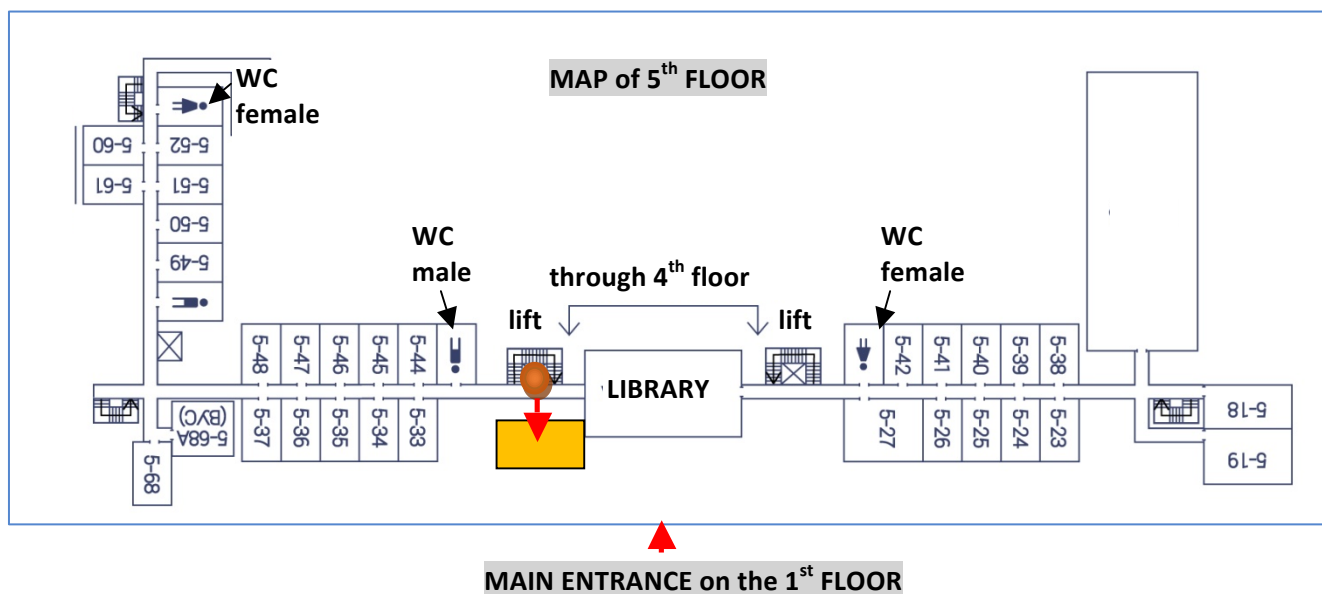 MAP of 5th FLOOR
WC
female
5-60
5-52
5-61
5-51
5-50
5-49
WC
male
through 4th floor
WC
female
lift
lift
5-48
5-47
5-46
5-45
5-44
LIBRARY
5-42
5-41
5-40
5-39
5-38
5-68A
(BYC)
5-37
5-36
5-35
5-34
5-33
5-27
5-26
5-25
5-24
5-23
5-18
5-19
5-68
MAIN ENTRANCE on the 1st FLOOR